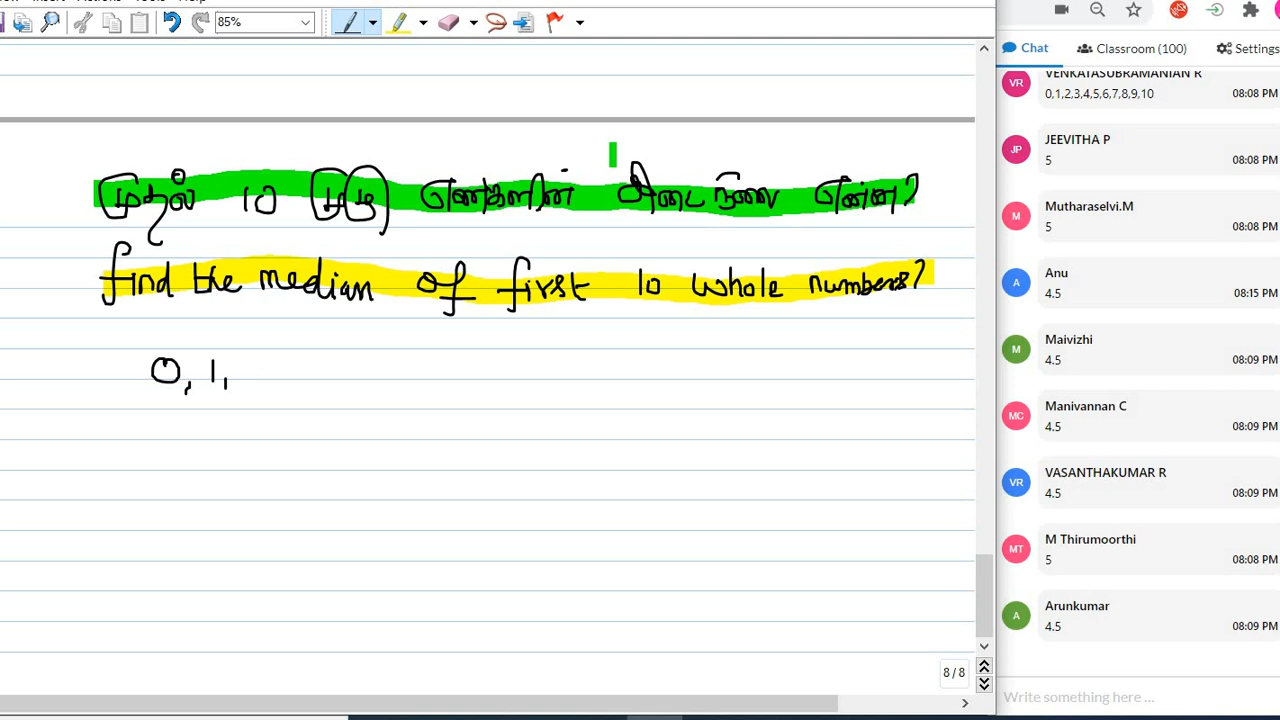 85%
Chat
Classroom (100)
Settings
VENKATASUBRAMANIAN R
0,1,2,3,4,5,6,7,8,9,10
08:08 PM
JEEVITHA P
5
08:08 PM
Mutharaselvi.M
5
08:08 PM
Anu
4.5
08:15 PM
Maivizhi
4.5
08:09 PM
Manivannan C
4.5
08:09 PM
VASANTHAKUMAR R
4.5
08:09 PM
M Thirumoorthi
5
08:08 PM
Arunkumar
4.5
08:09 PM
Write something here ...
முதல் 10 முழு எண்களின் இடைநிலை என்ன?
find the median of first 10 whole numbers?
0, 1,
8 / 8